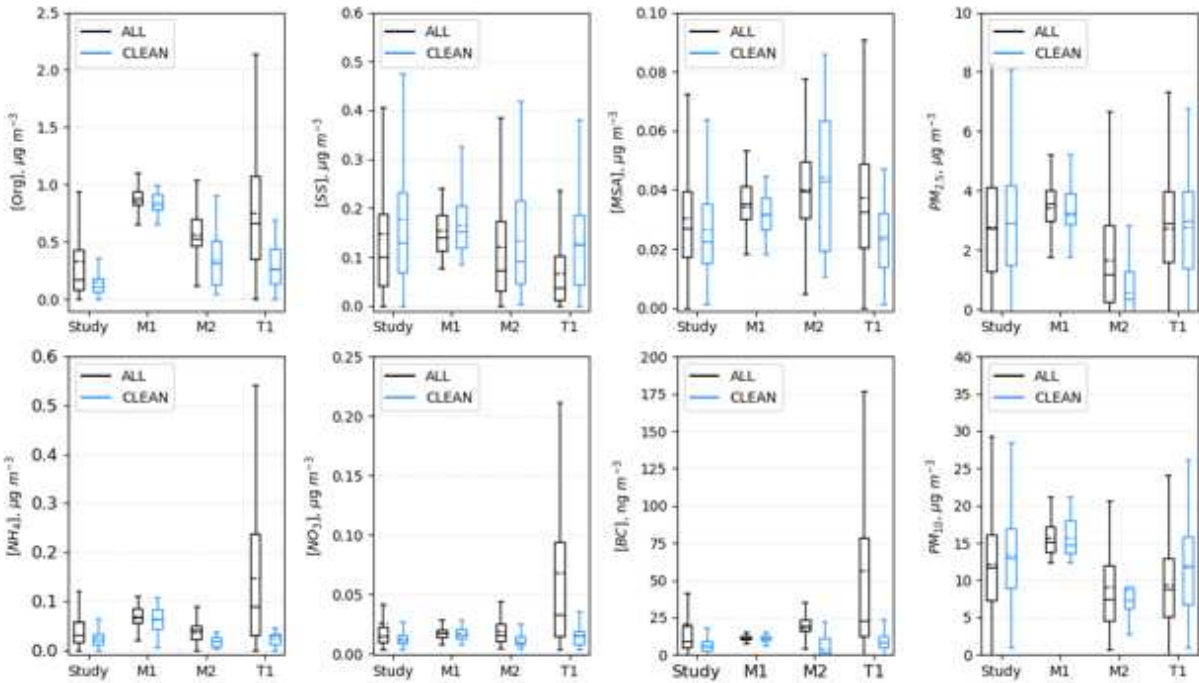 [Org], µg m⁻³
2.5
2.0
1.5
1.0
0.5
0.0
ALL
CLEAN
Study M1 M2 T1
[SS], µg m⁻³
0.6
0.5
0.4
0.3
0.2
0.1
0.0
ALL
CLEAN
Study M1 M2 T1
[MSA], µg m⁻³
0.10
0.08
0.06
0.04
0.02
0.00
ALL
CLEAN
Study M1 M2 T1
PM₂.₅, µg m⁻³
10
8
6
4
2
0
ALL
CLEAN
Study M1 M2 T1
[NH₄], µg m⁻³
0.6
0.5
0.4
0.3
0.2
0.1
0.0
ALL
CLEAN
Study M1 M2 T1
[NO₃], µg m⁻³
0.25
0.20
0.15
0.10
0.05
0.00
ALL
CLEAN
Study M1 M2 T1
[BC], ng m⁻³
200
175
150
125
100
75
50
25
0
ALL
CLEAN
Study M1 M2 T1
PM₁₀, µg m⁻³
40
35
30
25
20
15
10
5
0
ALL
CLEAN
Study M1 M2 T1